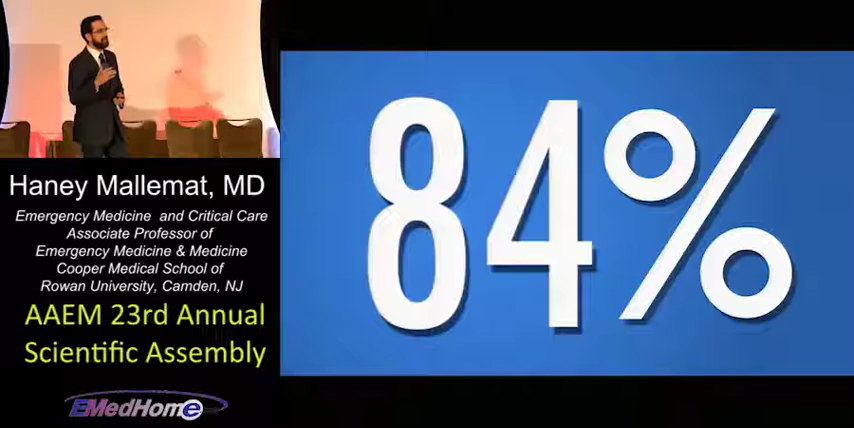 84%
Haney Mallemat, MD
Emergency Medicine and Critical Care
Associate Professor of
Emergency Medicine & Medicine
Cooper Medical School of
Rowan University, Camden, NJ
AAEM 23rd Annual
Scientific Assembly
EMedHome